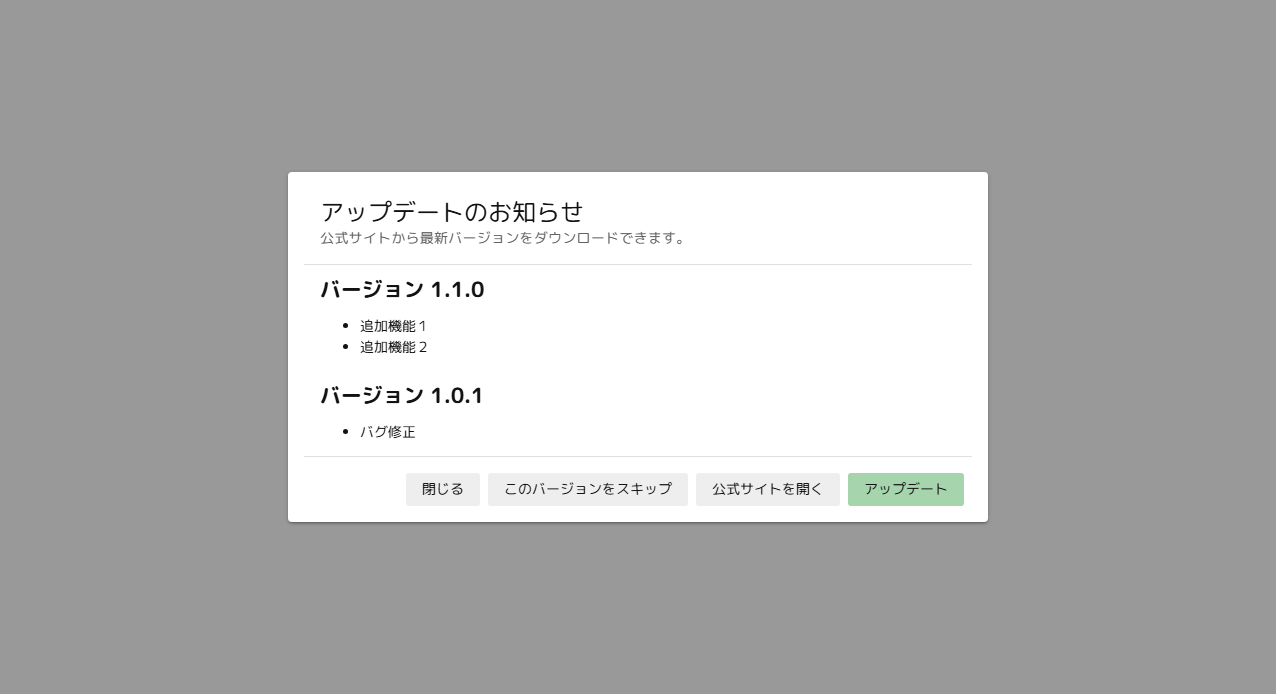 アップデートのお知らせ
公式サイトから最新バージョンをダウンロードできます。
バージョン 1.1.0
追加機能１
追加機能２
バージョン 1.0.1
バグ修正
閉じる このバージョンをスキップ 公式サイトを開く アップデート